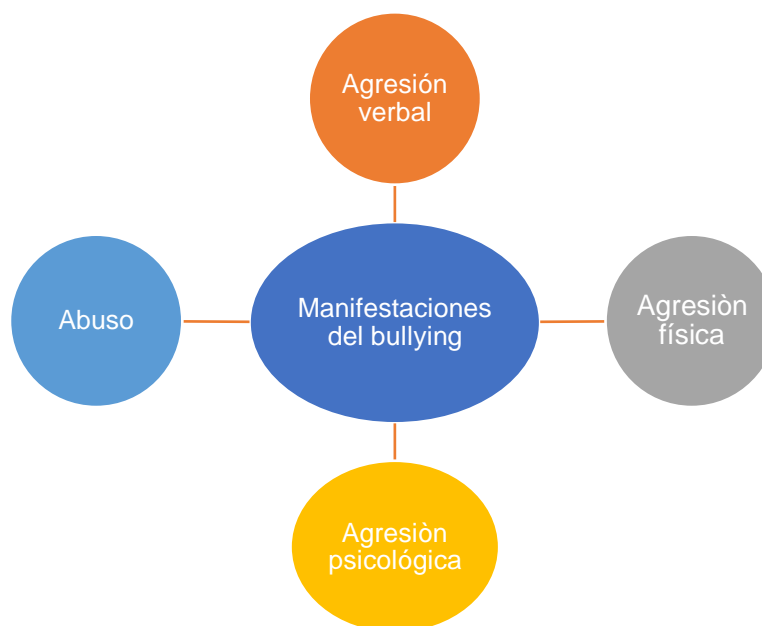 Agresión
verbal
Abuso
Manifestaciones
del bullying
Agresiòn
física
Agresiòn
psicológica